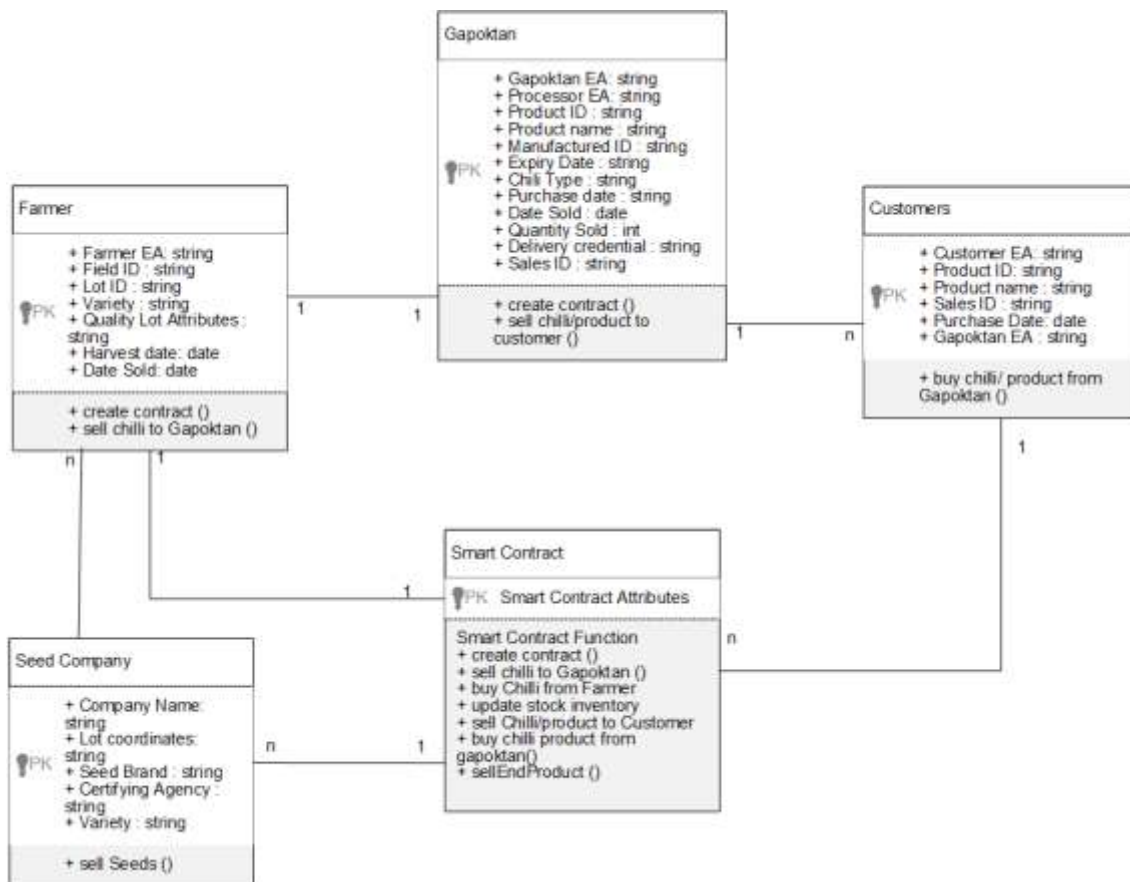 Gapoktan
+ Gapoktan EA: string
+ Processor EA: string
+ Product ID : string
+ Product name : string
+ Manufactured ID : string
PK
+ Expiry Date : string
+ Chili Type : string
+ Purchase date : string
+ Date Sold : date
+ Quantity Sold : int
+ Delivery credential : string
+ Sales ID : string
+ create contract ()
+ sell chilli/product to
customer ()
Farmer
+ Farmer EA: string
+ Field ID : string
+ Lot ID : string
PK
+ Variety : string
+ Quality Lot Attributes :
string
+ Harvest date: date
+ Date Sold: date
+ create contract ()
+ sell chilli to Gapoktan ()
1
1
Customers
+ Customer EA: string
+ Product ID: string
+ Product name : string
PK
+ Sales ID : string
+ Purchase Date: date
+ Gapoktan EA : string
+ buy chilli/ product from
Gapoktan ()
1
n
n
1
1
Smart Contract
PK
Smart Contract Attributes
Smart Contract Function
+ create contract ()
+ sell chilli to Gapoktan ()
+ buy Chilli from Farmer
+ update stock inventory
+ sell Chilli/product to Customer
+ buy chilli product from
gapoktan()
+ sellEndProduct ()
1
n
Seed Company
+ Company Name:
string
+ Lot coordinates:
string
PK
+ Seed Brand : string
+ Certifying Agency :
string
+ Variety : string
+ sell Seeds ()
n
1